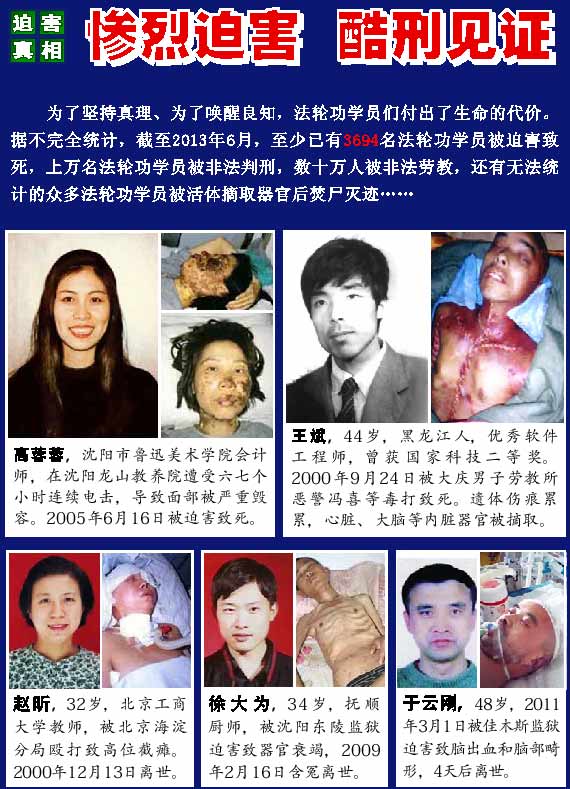 迫害
真相
惨烈迫害 酷刑见证
为了坚持真理、为了唤醒良知，法轮功学员们付出了生命的代价。
据不完全统计，截至2013年6月，至少已有3694名法轮功学员被迫害致
死，上万名法轮功学员被非法判刑，数十万人被非法劳教，还有无法统
计的众多法轮功学员被活体摘取器官后焚尸灭迹……
高蓉蓉，沈阳市鲁迅美术学院会计
师，在沈阳龙山教养院遭受六七个
小时连续电击，导致面部被严重毁
容。2005年6月16日被迫害致死。
王斌，44岁，黑龙江人，优秀软件
工程师，曾获国家科技二等奖。
2000年9月24日被大庆男子劳教所
恶警冯喜等毒打致死。遗体伤痕累
累，心脏、大脑等内脏器官被摘取。
赵昕，32岁，北京工商
大学教师，被北京海淀
分局殴打致高位截瘫。
2000年12月13日离世。
徐大为，34岁，抚顺
厨师，被沈阳东陵监狱
迫害致器官衰竭，2009
年2月16日含冤离世。
于云刚，48岁，2011
年3月1被佳木斯监狱
迫害致脑出血和脑部畸
形，4天后离世。